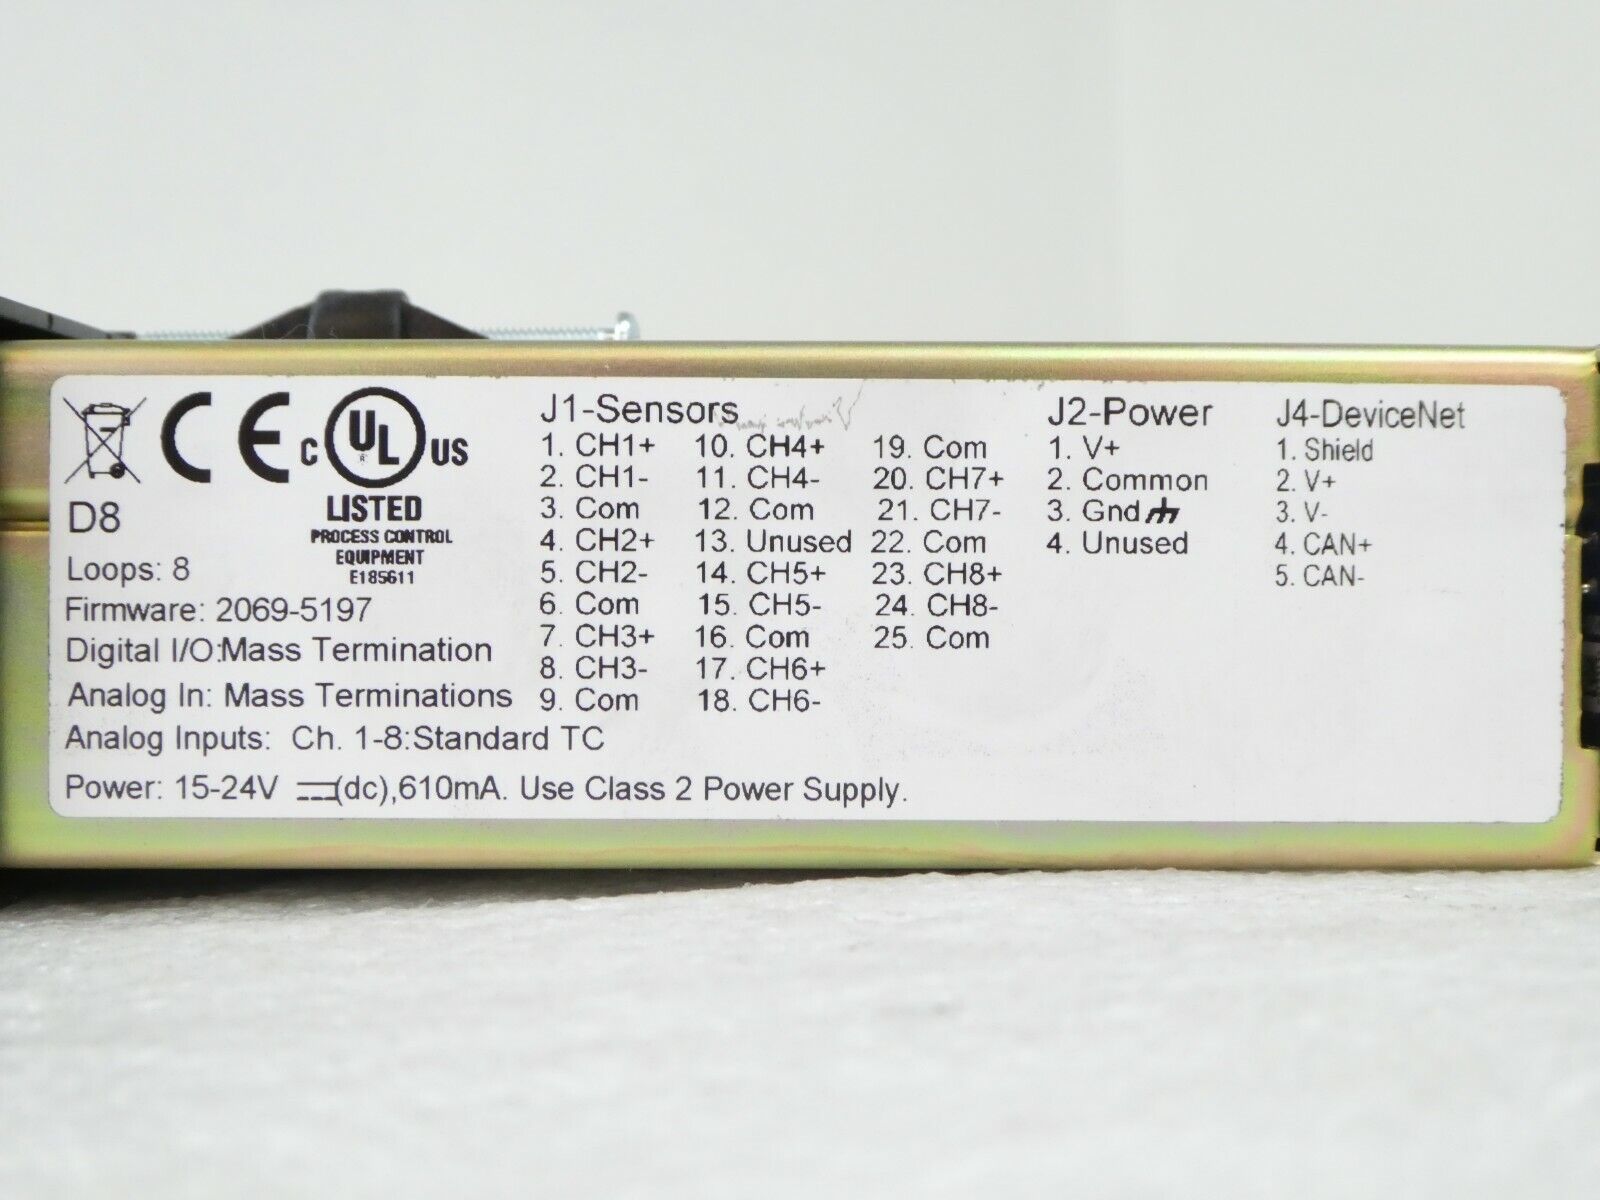 CE
c UL US
R
LISTED
PROCESS CONTROL
EQUIPMENT
E185611
D8
Loops: 8
Firmware: 2069-5197
Digital I/O:Mass Termination
Analog In: Mass Terminations
Analog Inputs: Ch. 1-8:Standard TC
Power: 15-24V (dc),610mA. Use Class 2 Power Supply.
J1-Sensors
1. CH1+
2. CH1-
3. Com
4. CH2+
5. CH2-
6. Com
7. CH3+
8. CH3-
9. Com
10. CH4+
11. CH4-
12. Com
13. Unused
14. CH5+
15. CH5-
16. Com
17. CH6+
18. CH6-
19. Com
20. CH7+
21. CH7-
22. Com
23. CH8+
24. CH8-
25. Com
J2-Power
1. V+
2. Common
3. Gnd
4. Unused
J4-DeviceNet
1. Shield
2. V+
3. V-
4. CAN+
5. CAN-